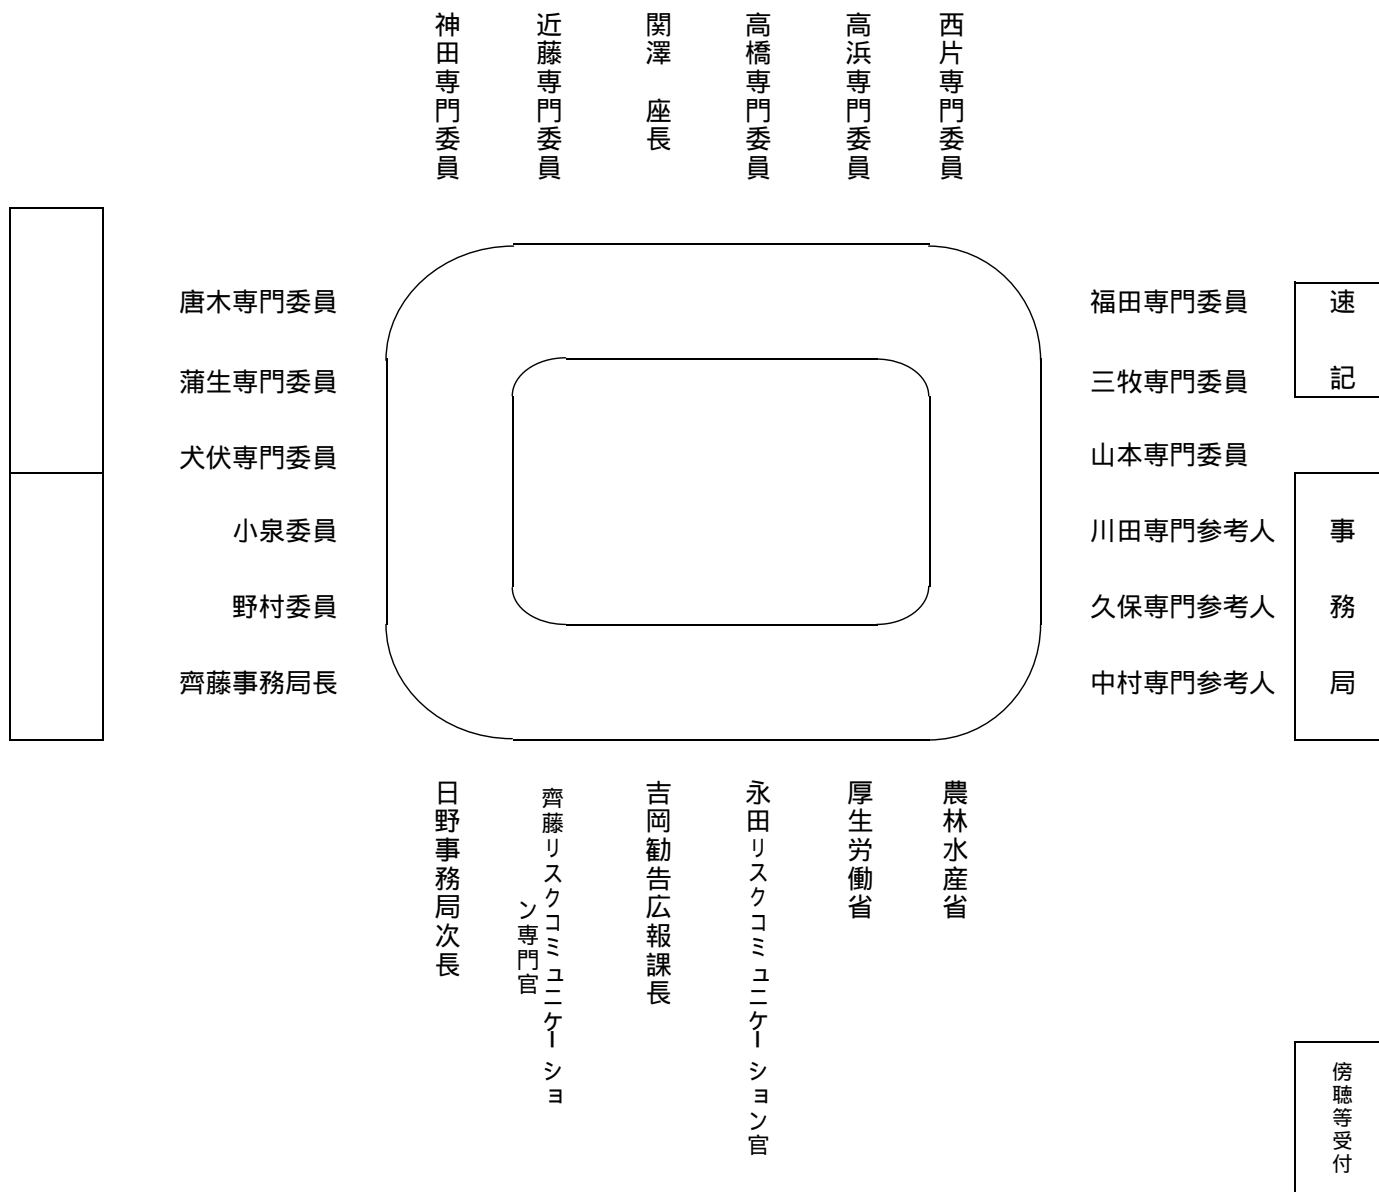 神田専門委員
近藤専門委員
関澤　座長
高橋専門委員
高浜専門委員
西片専門委員
唐木専門委員
蒲生専門委員
犬伏専門委員
小泉委員
野村委員
齊藤事務局長
福田専門委員
三牧専門委員
山本専門委員
川田専門参考人
久保専門参考人
中村専門参考人
速記
事務局
日野事務局次長
齊藤リスクコミュニケーショ
ン専門官
吉岡勧告広報課長
永田リスクコミュニケーション官
厚生労働省
農林水産省
傍聴等受付